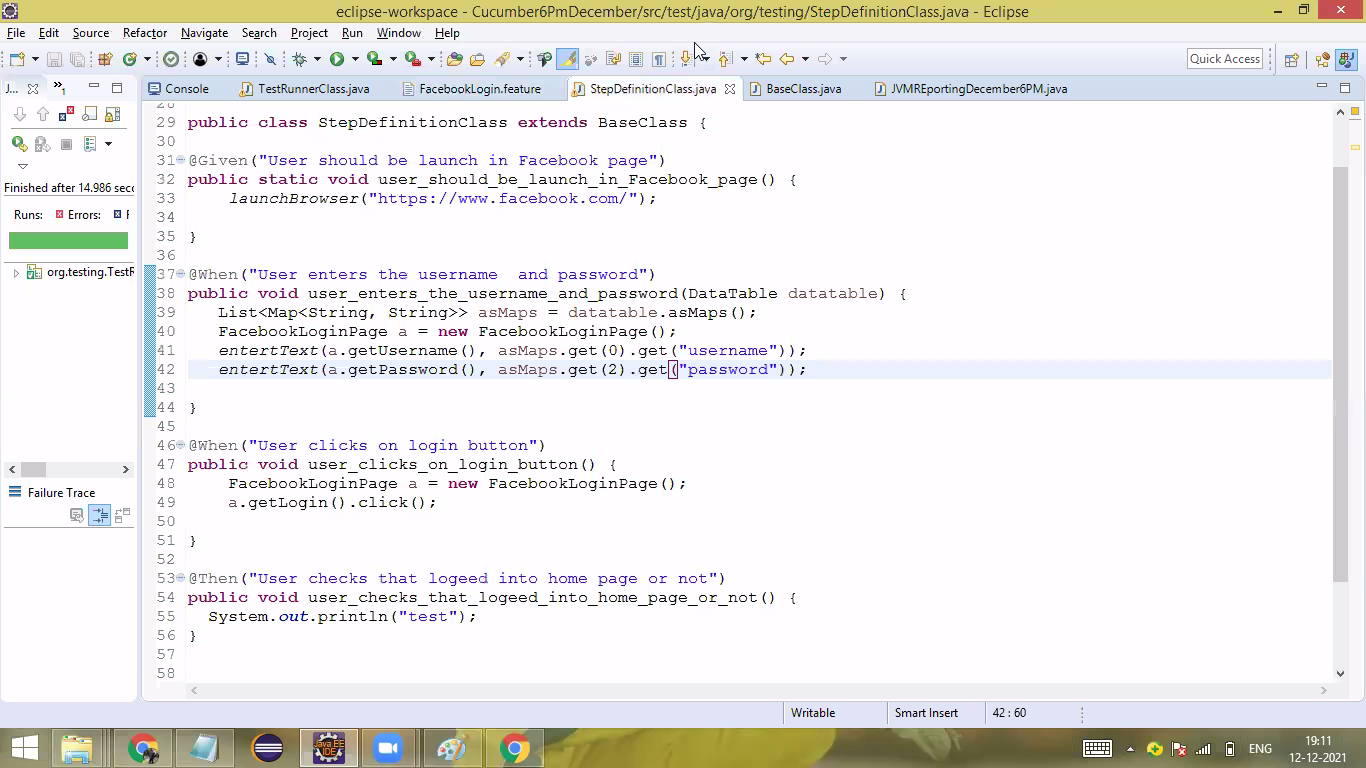 eclipse-workspace - Cucumber6PmDecember/src/test/java/org/testing/StepDefinitionClass.java - Eclipse
File Edit Source Refactor Navigate Search Project Run Window Help
Quick Access
J...
Console TestRunnerClass.java FacebookLogin.feature StepDefinitionClass.java BaseClass.java JVMREportingDecember6PM.java
Finished after 14.986 seco
Runs: Errors: F
org.testing.TestR
Failure Trace
28
29 public class StepDefinitionClass extends BaseClass {
30
31 @Given("User should be launch in Facebook page")
32 public static void user_should_be_launch_in_Facebook_page() {
33 launchBrowser("https://www.facebook.com/");
34
35 }
36
37 @When("User enters the username  and password")
38 public void user_enters_the_username_and_password(DataTable datatable) {
39 List<Map<String, String>> asMaps = datatable.asMaps();
40 FacebookLoginPage a = new FacebookLoginPage();
41 entertText(a.getUsername(), asMaps.get(0).get("username"));
42 entertText(a.getPassword(), asMaps.get(2).get("password"));
43
44 }
45
46 @When("User clicks on login button")
47 public void user_clicks_on_login_button() {
48 FacebookLoginPage a = new FacebookLoginPage();
49 a.getLogin().click();
50
51 }
52
53 @Then("User checks that logeed into home page or not")
54 public void user_checks_that_logeed_into_home_page_or_not() {
55 System.out.println("test");
56 }
57
58
Writable Smart Insert 42 : 60
Java EE
IDE
ENG
19:11
12-12-2021